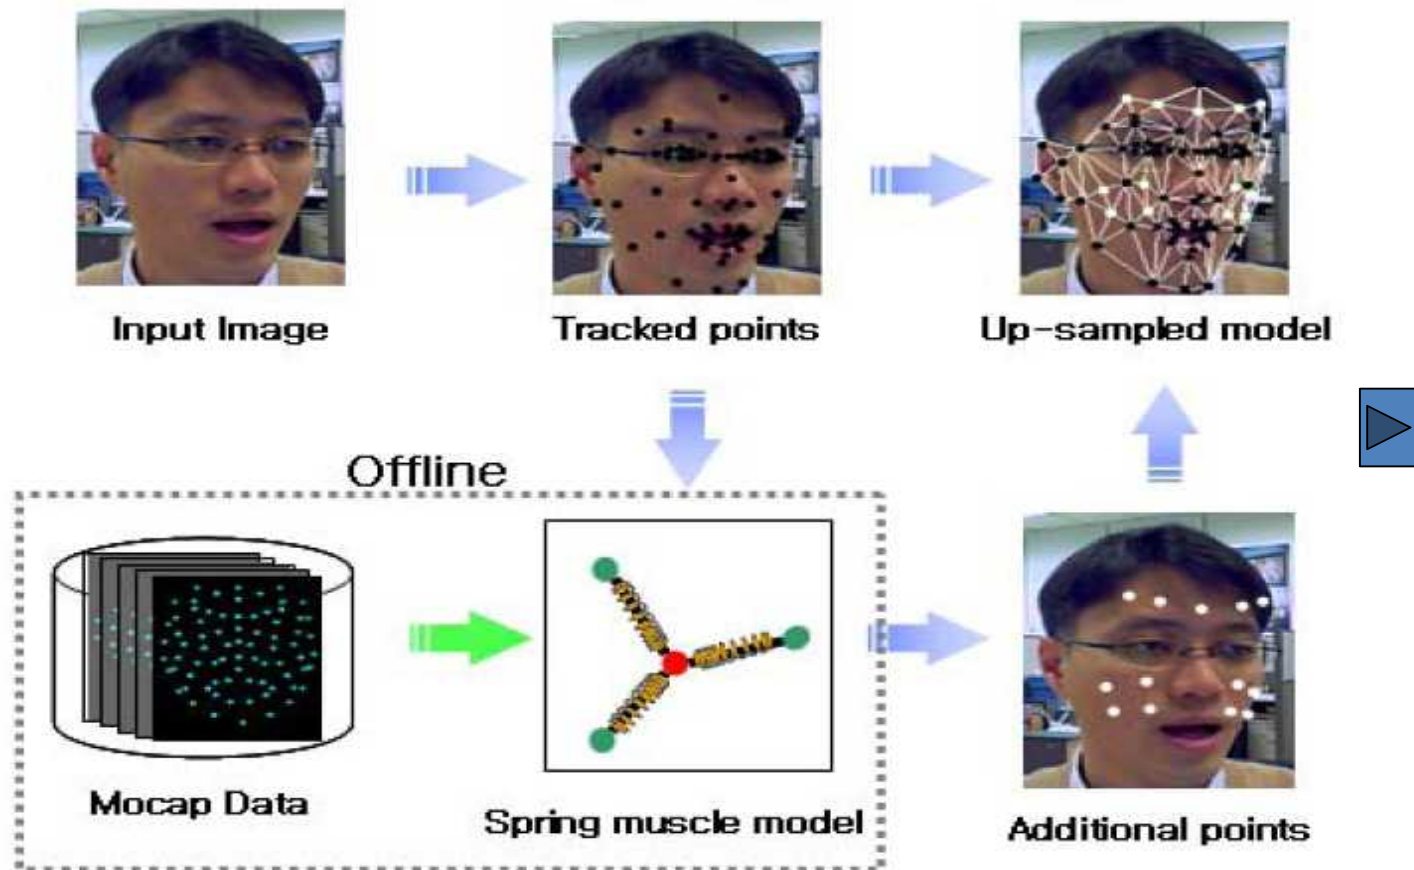 Input Image
Tracked points
Up-sampled model
Offline
Mocap Data
Spring muscle model
Additional points